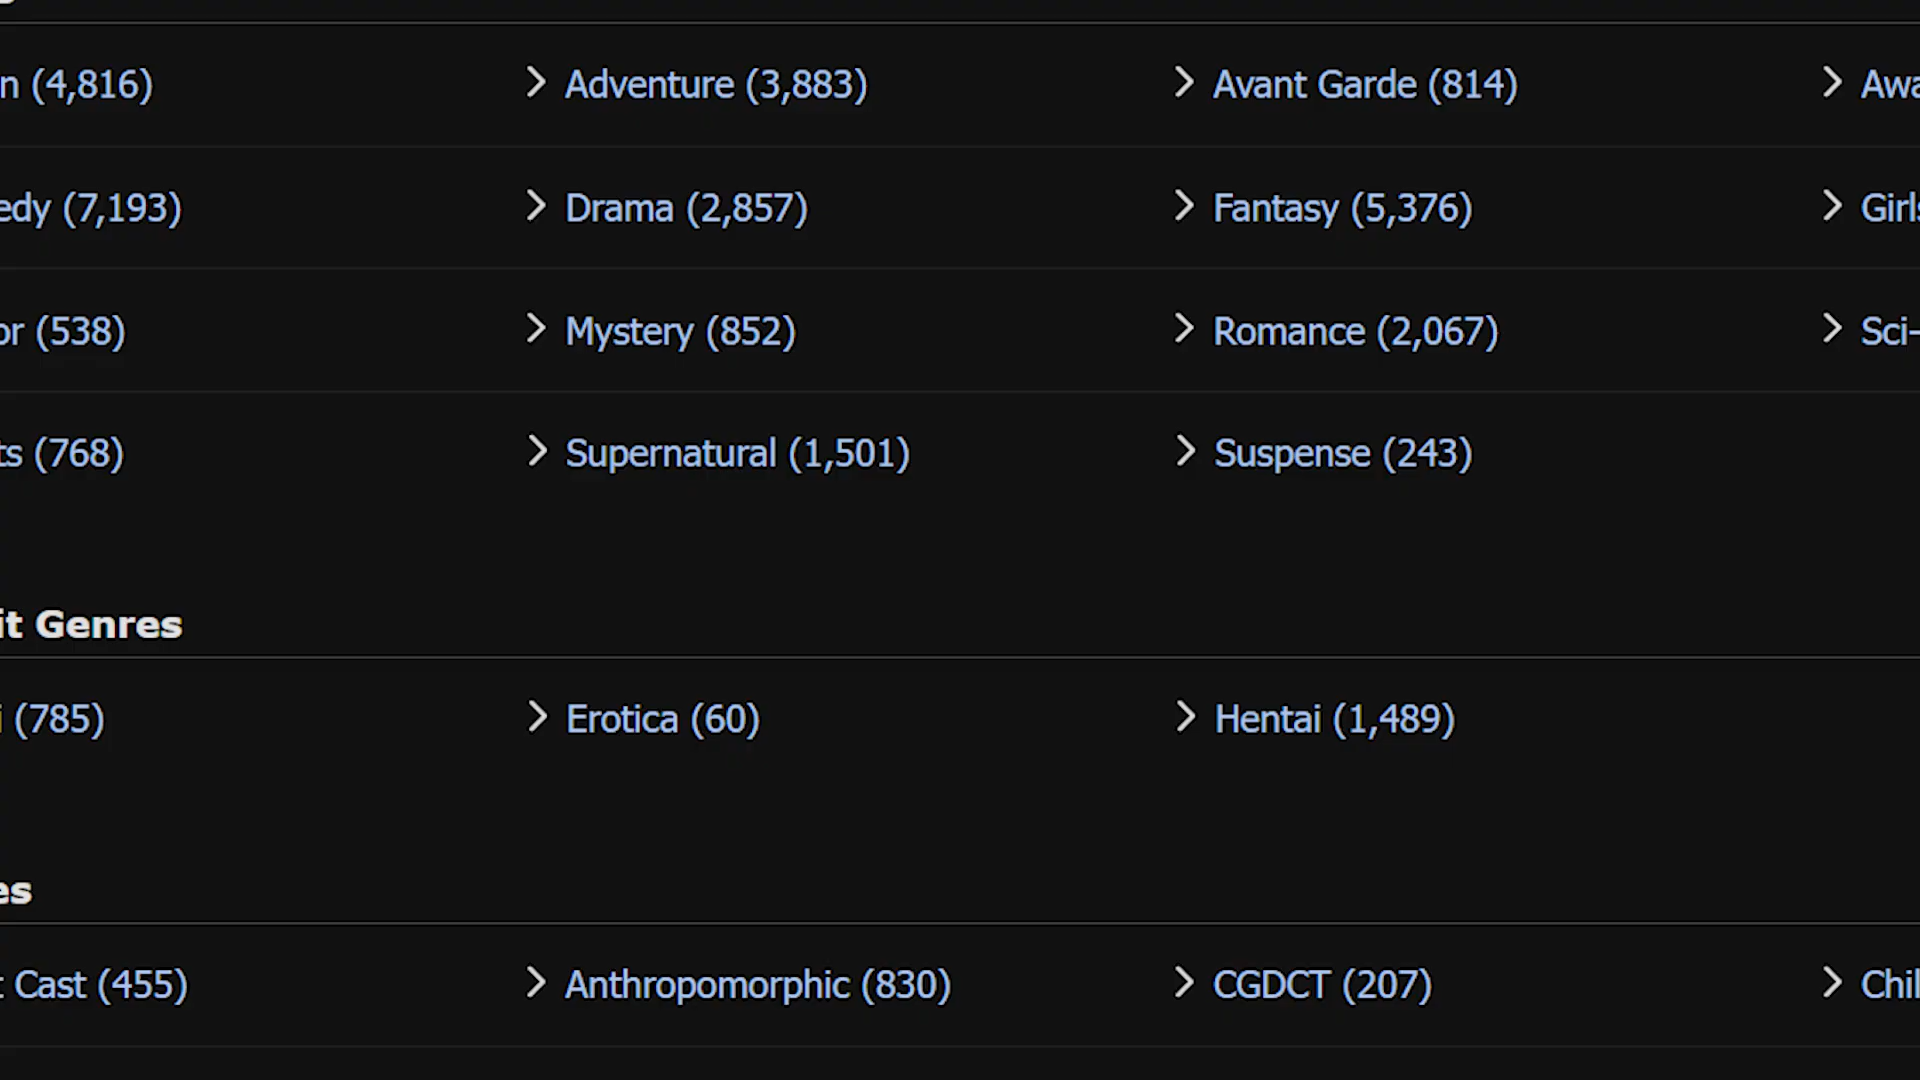 n (4,816) Adventure (3,883) Avant Garde (814) Awa
edy (7,193) Drama (2,857) Fantasy (5,376) Girls
or (538) Mystery (852) Romance (2,067) Sci-
ts (768) Supernatural (1,501) Suspense (243)
it Genres
i (785) Erotica (60) Hentai (1,489)
es
t Cast (455) Anthropomorphic (830) CGDCT (207) Chil